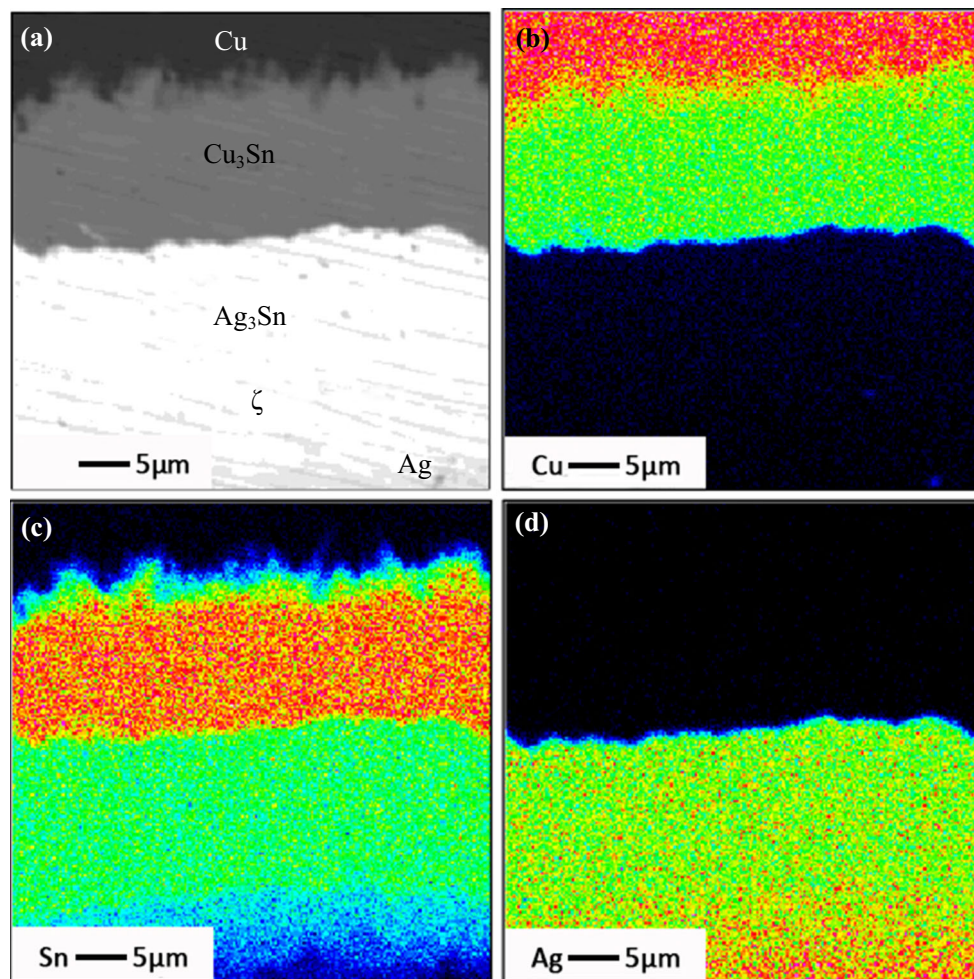 (a)
Cu
Cu₃Sn
Ag₃Sn
ζ
Ag
5μm
(b)
Cu 5μm
(c)
Sn 5μm
(d)
Ag 5μm